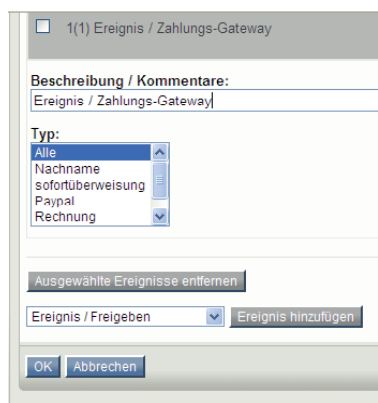 1(1) Ereignis / Zahlungs-Gateway
Beschreibung / Kommentare:
Ereignis / Zahlungs-Gateway
Typ:
Alle
Nachname
sofortüberweisung
Paypal
Rechnung
Ausgewählte Ereignisse entfernen
Ereignis / Freigeben Ereignis hinzufügen
OK Abbrechen